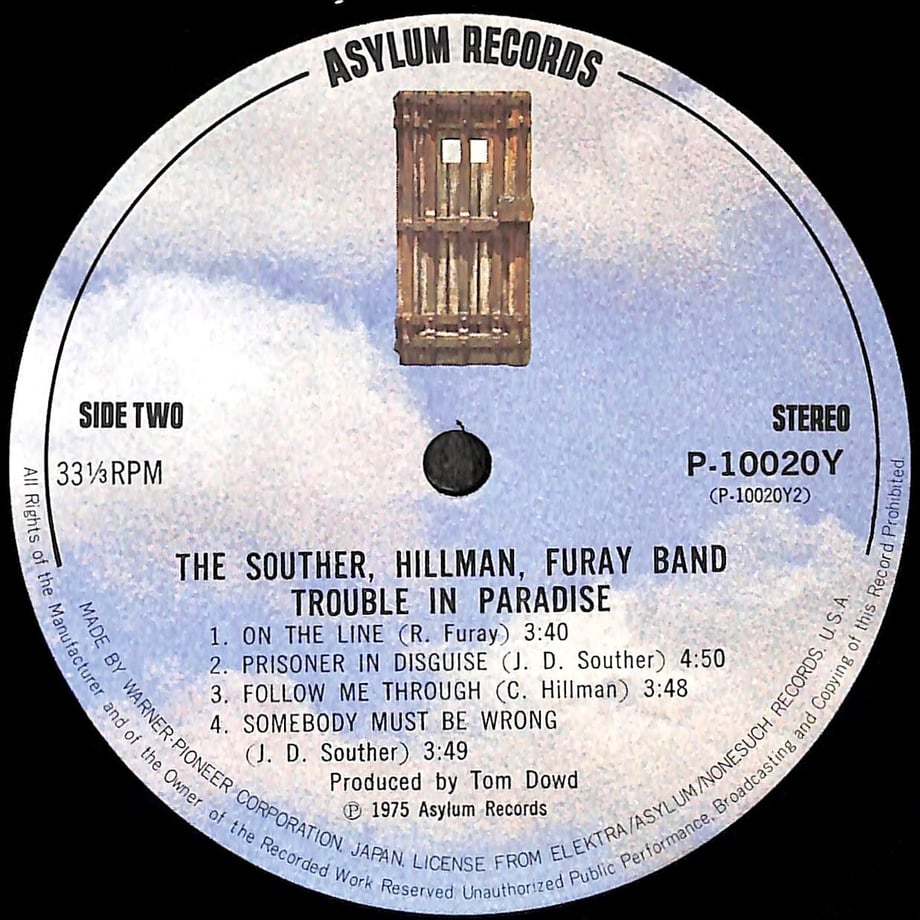 ASYLUM RECORDS
SIDE TWO
STEREO
33⅓RPM
P-10020Y
(P-10020Y2)
THE SOUTHER, HILLMAN, FURAY BAND
TROUBLE IN PARADISE
1. ON THE LINE (R. Furay) 3:40
2. PRISONER IN DISGUISE (J. D. Souther) 4:50
3. FOLLOW ME THROUGH (C. Hillman) 3:48
4. SOMEBODY MUST BE WRONG
(J. D. Souther) 3:49
Produced by Tom Dowd
Ⓟ 1975 Asylum Records
MADE BY WARNER-PIONEER CORPORATION, JAPAN. LICENSE FROM ELEKTRA/ASYLUM/NONESUCH RECORDS, U.S.A.
All Rights of the Manufacturer and of the Owner of the Recorded Work Reserved Unauthorized Public Performance, Broadcasting and Copying of this Record Prohibited.